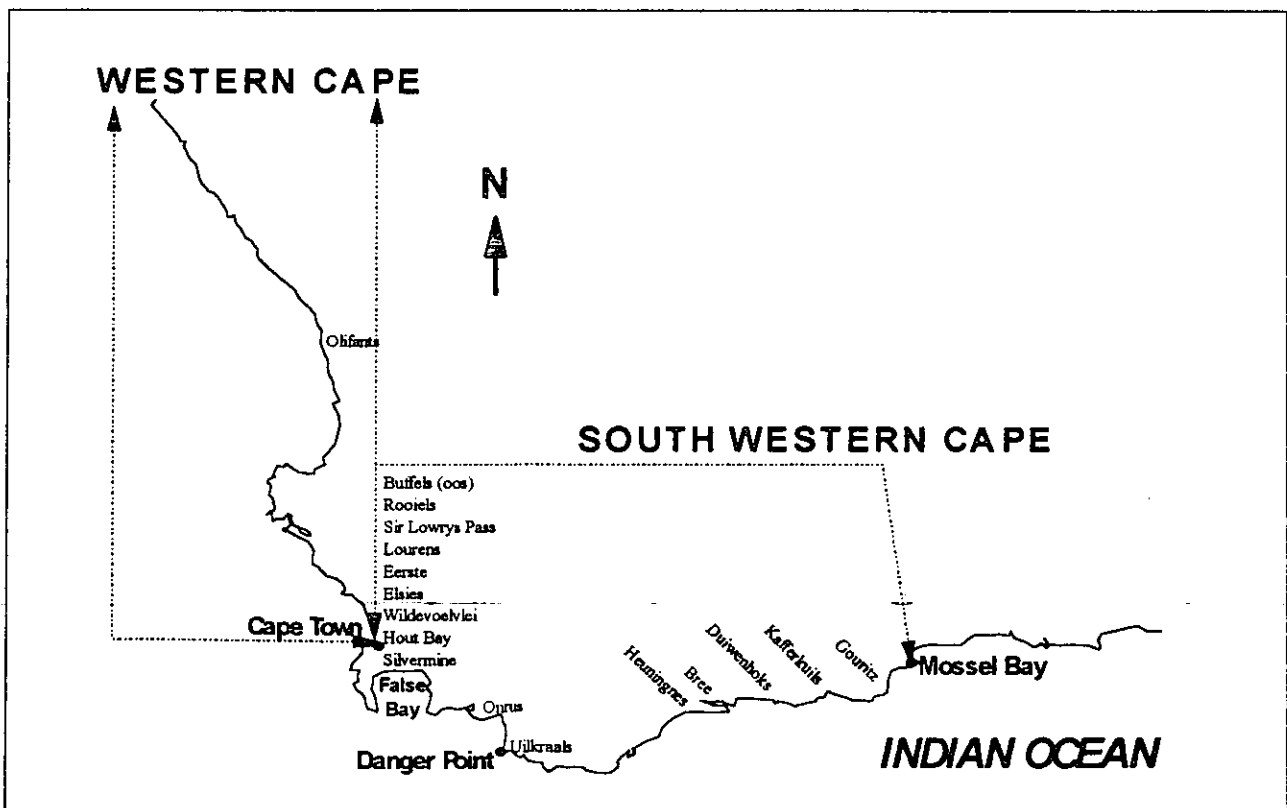 WESTERN CAPE
N
Olifants
SOUTH WESTERN CAPE
Buffels (oos)
Rooiels
Sir Lowrys Pass
Lourens
Eerste
Elsies
Wildevoelvlei
Cape Town
Hout Bay
Silvermine
False
Bay
Onrus
Danger Point
Uilkraals
Heuningnes
Bree
Duiwenhoks
Kafferkuils
Gouritz
Mossel Bay
INDIAN OCEAN